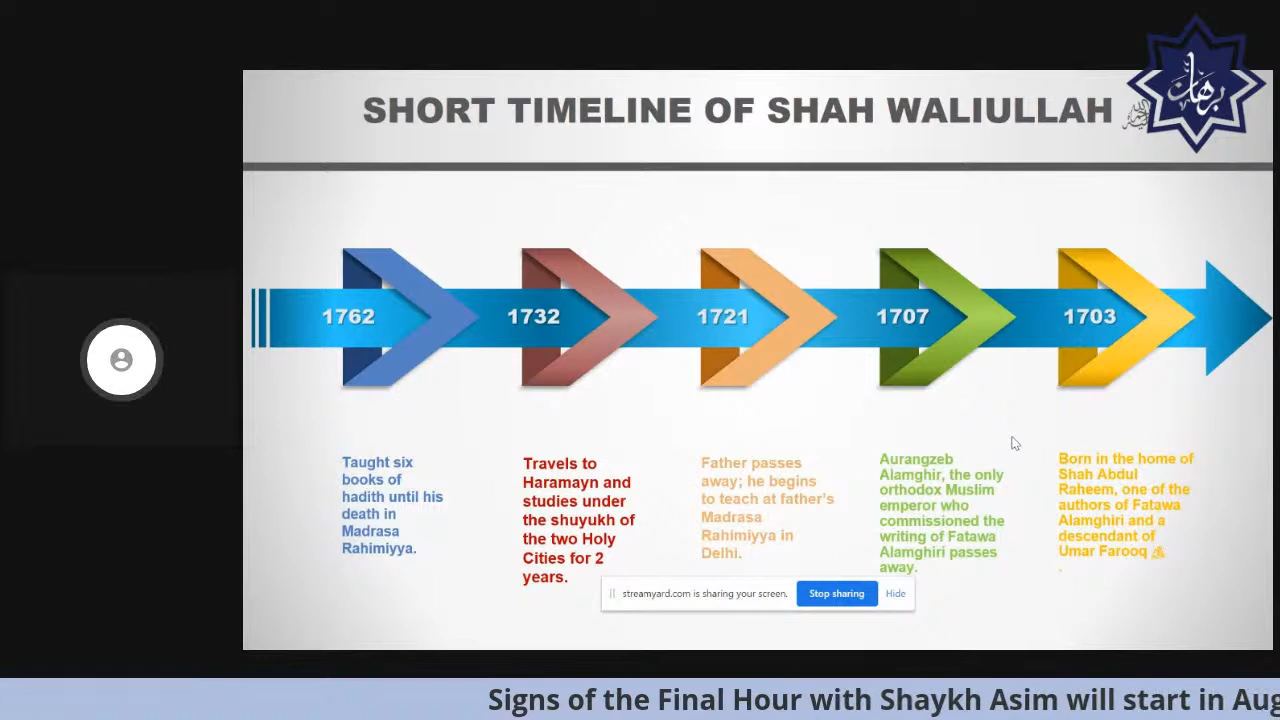 SHORT TIMELINE OF SHAH WALIULLAH
برهان
1762
1732
1721
1707
1703
Taught six
books of
hadith until his
death in
Madrasa
Rahimiyya.
Travels to
Haramayn and
studies under
the shuyukh of
the two Holy
Cities for 2
years.
Father passes
away; he begins
to teach at father's
Madrasa
Rahimiyya in
Delhi.
Aurangzeb
Alamghir, the only
orthodox Muslim
emperor who
commissioned the
writing of Fatawa
Alamghiri passes
away.
Born in the home of
Shah Abdul
Raheem, one of the
authors of Fatawa
Alamghiri and a
descendant of
Umar Farooq
.
streamyard.com is sharing your screen.
Stop sharing
Hide
Signs of the Final Hour with Shaykh Asim will start in Aug